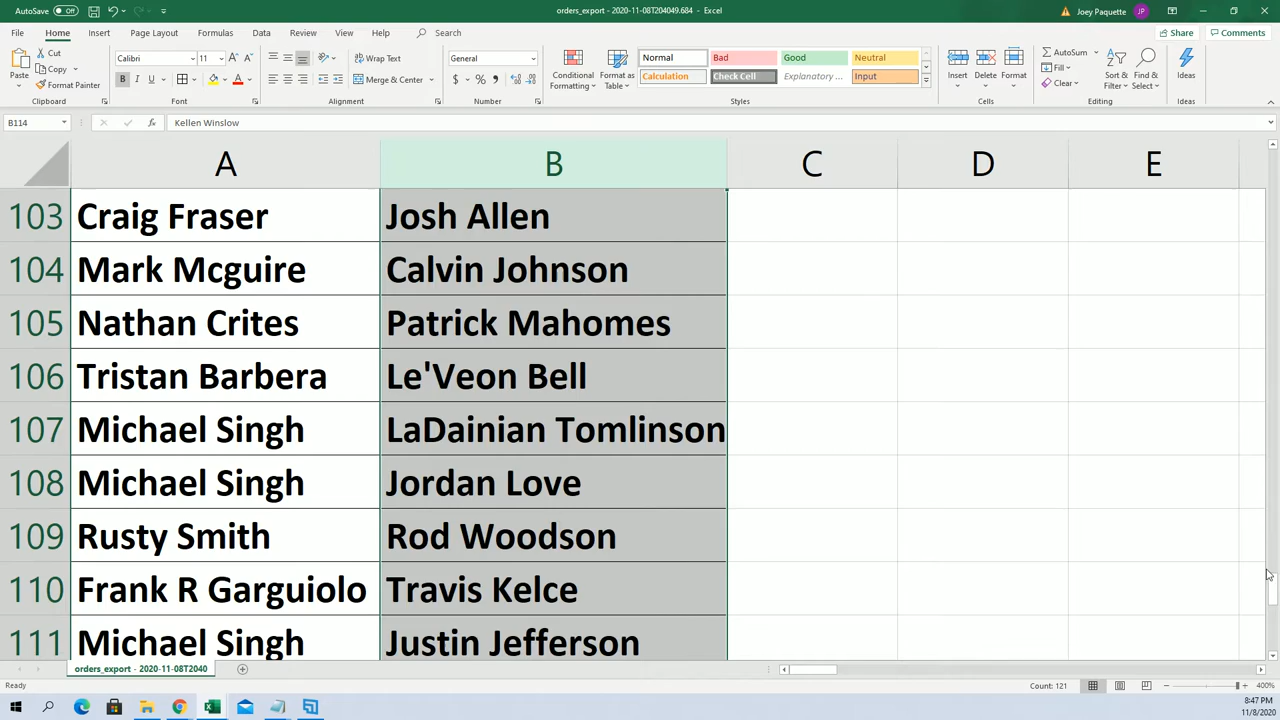 AutoSave Off
orders_export - 2020-11-08T204049.684 - Excel
Joey Paquette JP
File Home Insert Page Layout Formulas Data Review View Help Search Share Comments
Paste Cut Copy Format Painter Clipboard
Calibri 11 B I U A Font
Wrap Text Merge & Center Alignment
General $ % Number
Conditional Formatting Format as Table
Normal Bad Good Neutral
Calculation Check Cell Explanatory ... Input
Styles
Insert Delete Format Cells
AutoSum Fill Clear Sort & Filter Find & Select Editing
Ideas Ideas
B114 fx Kellen Winslow
A B C D E
103 Craig Fraser Josh Allen
104 Mark Mcguire Calvin Johnson
105 Nathan Crites Patrick Mahomes
106 Tristan Barbera Le'Veon Bell
107 Michael Singh LaDainian Tomlinson
108 Michael Singh Jordan Love
109 Rusty Smith Rod Woodson
110 Frank R Garguiolo Travis Kelce
111 Michael Singh Justin Jefferson
orders_export - 2020-11-08T2040
Ready Count: 121 400%
8:47 PM
11/8/2020